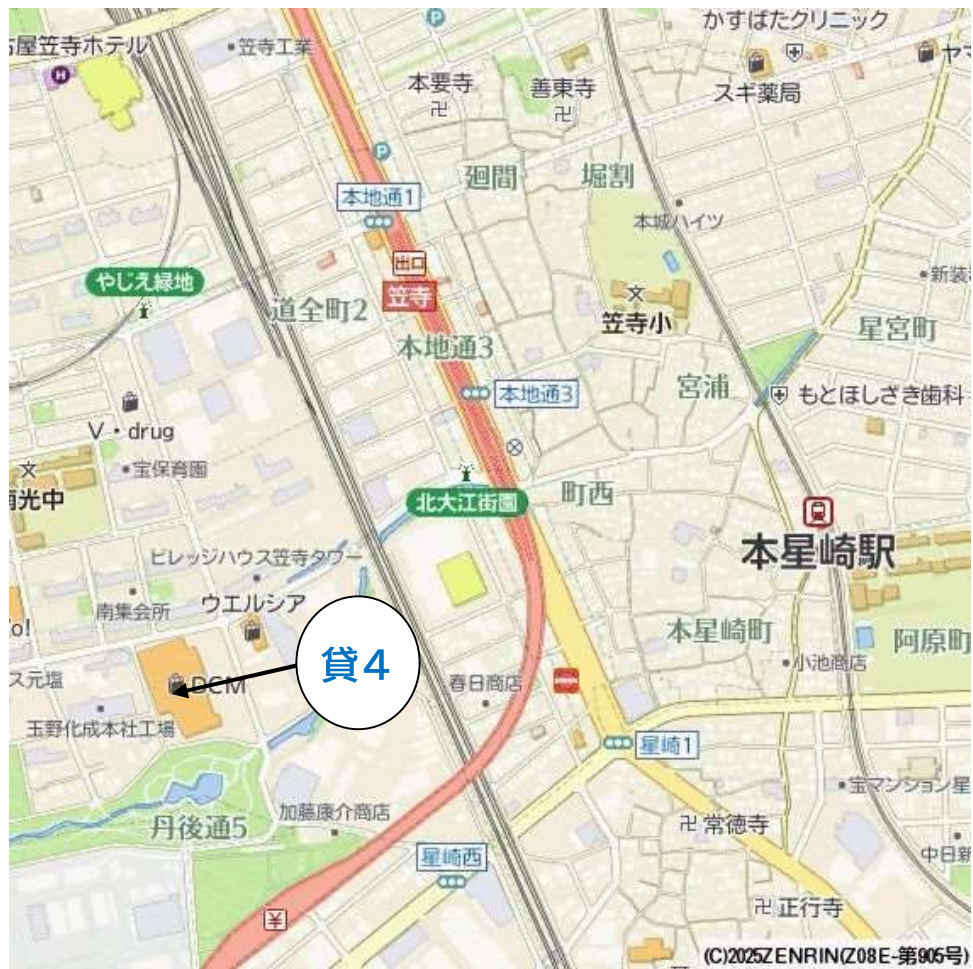 かすばたクリニック
屋笠寺ホテル
笠寺工業
本要寺
善東寺
スギ薬局
ヤマ
廻間
堀割
本地通1
本城ハイツ
出口
笠寺
やじえ緑地
道全町2
笠寺小
新装
星宮町
本地通3
本地通3
宮浦
もとほしざき歯科
V・drug
宝保育園
南光中
北大江街園
町西
本星崎駅
ビレッジハウス笠寺タワー
南集会所
ウエルシア
o!
貸4
本星崎町
阿原町
小池商店
ス元塩
DCM
春日商店
玉野化成本社工場
星崎1
宝マンション星
加藤康介商店
丹後通5
常徳寺
星崎西
中日新
正行寺
(C)2025ZENRIN(Z08E-第905号)